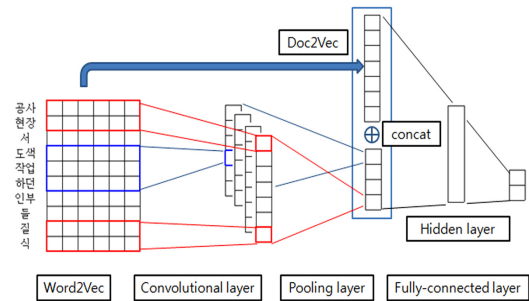 Doc2Vec
공사
현장
서
도색
작업
하던
인부
들
질
식
concat
Hidden layer
Word2Vec
Convolutional layer
Pooling layer
Fully-connected layer